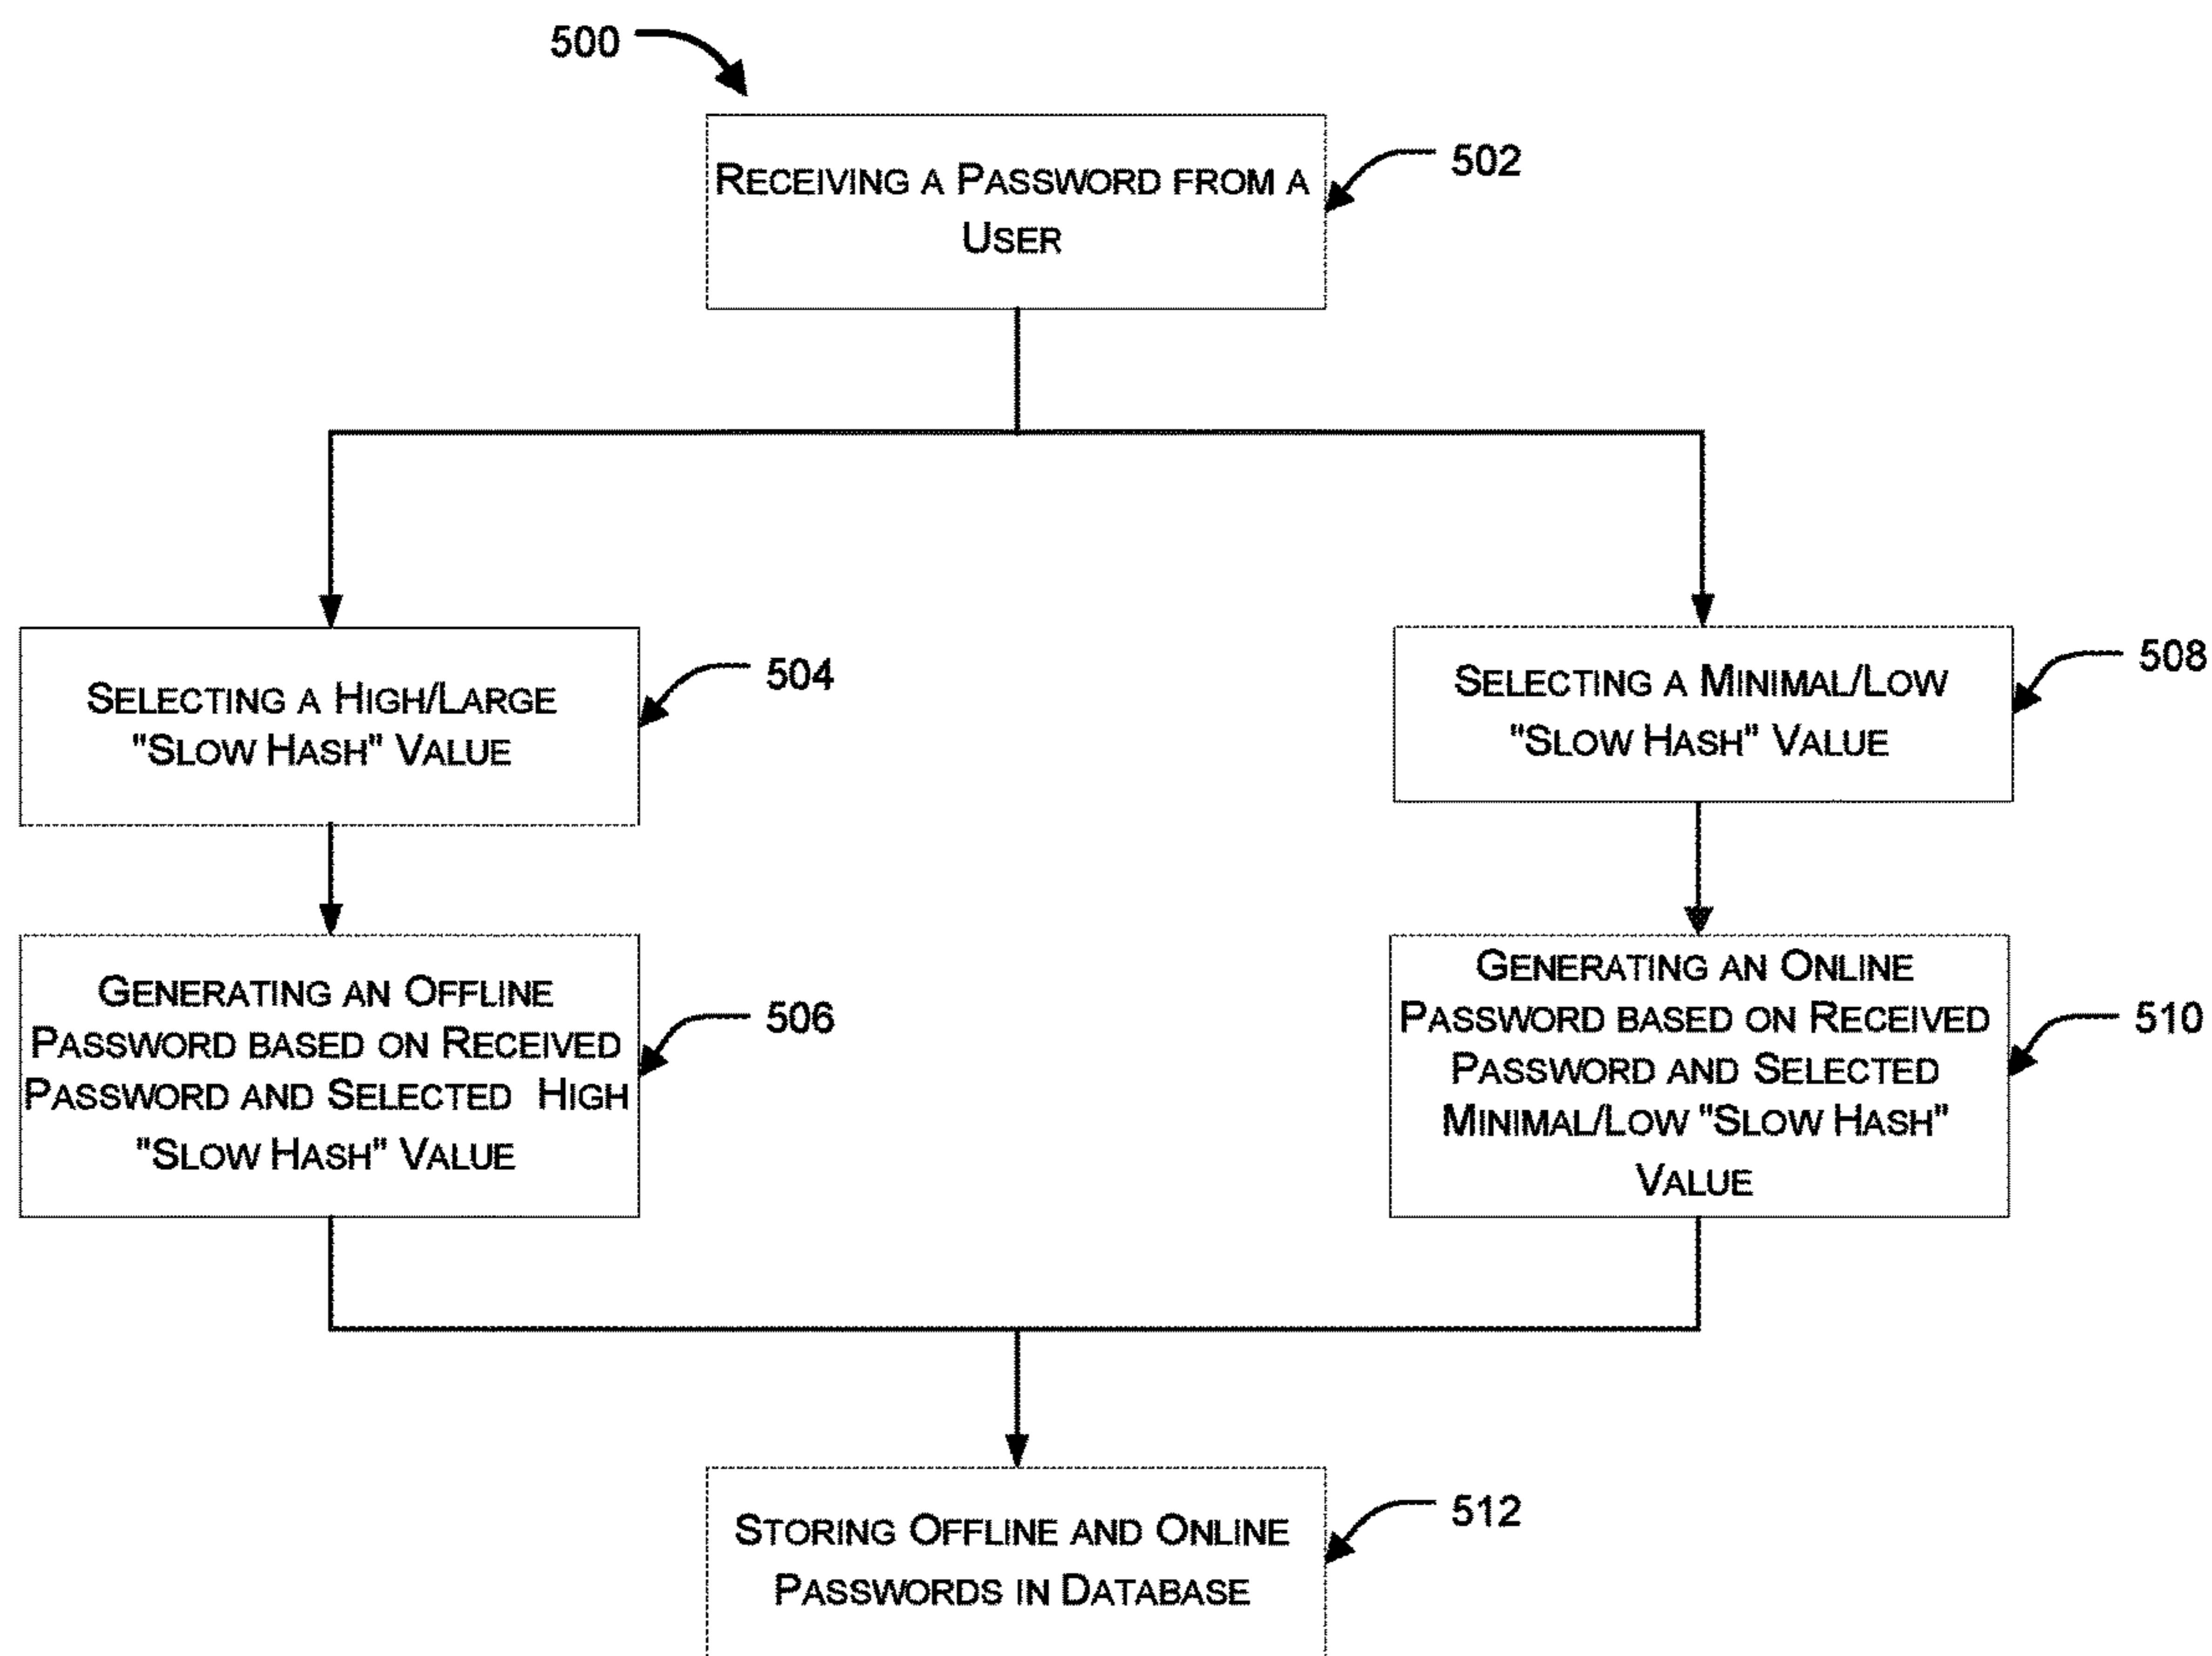 500
RECEIVING A PASSWORD FROM A
USER
502
SELECTING A HIGH/LARGE
"SLOW HASH" VALUE
504
SELECTING A MINIMAL/LOW
"SLOW HASH" VALUE
508
GENERATING AN OFFLINE
PASSWORD BASED ON RECEIVED
PASSWORD AND SELECTED HIGH
"SLOW HASH" VALUE
506
GENERATING AN ONLINE
PASSWORD BASED ON RECEIVED
PASSWORD AND SELECTED
MINIMAL/LOW "SLOW HASH"
VALUE
510
STORING OFFLINE AND ONLINE
PASSWORDS IN DATABASE
512